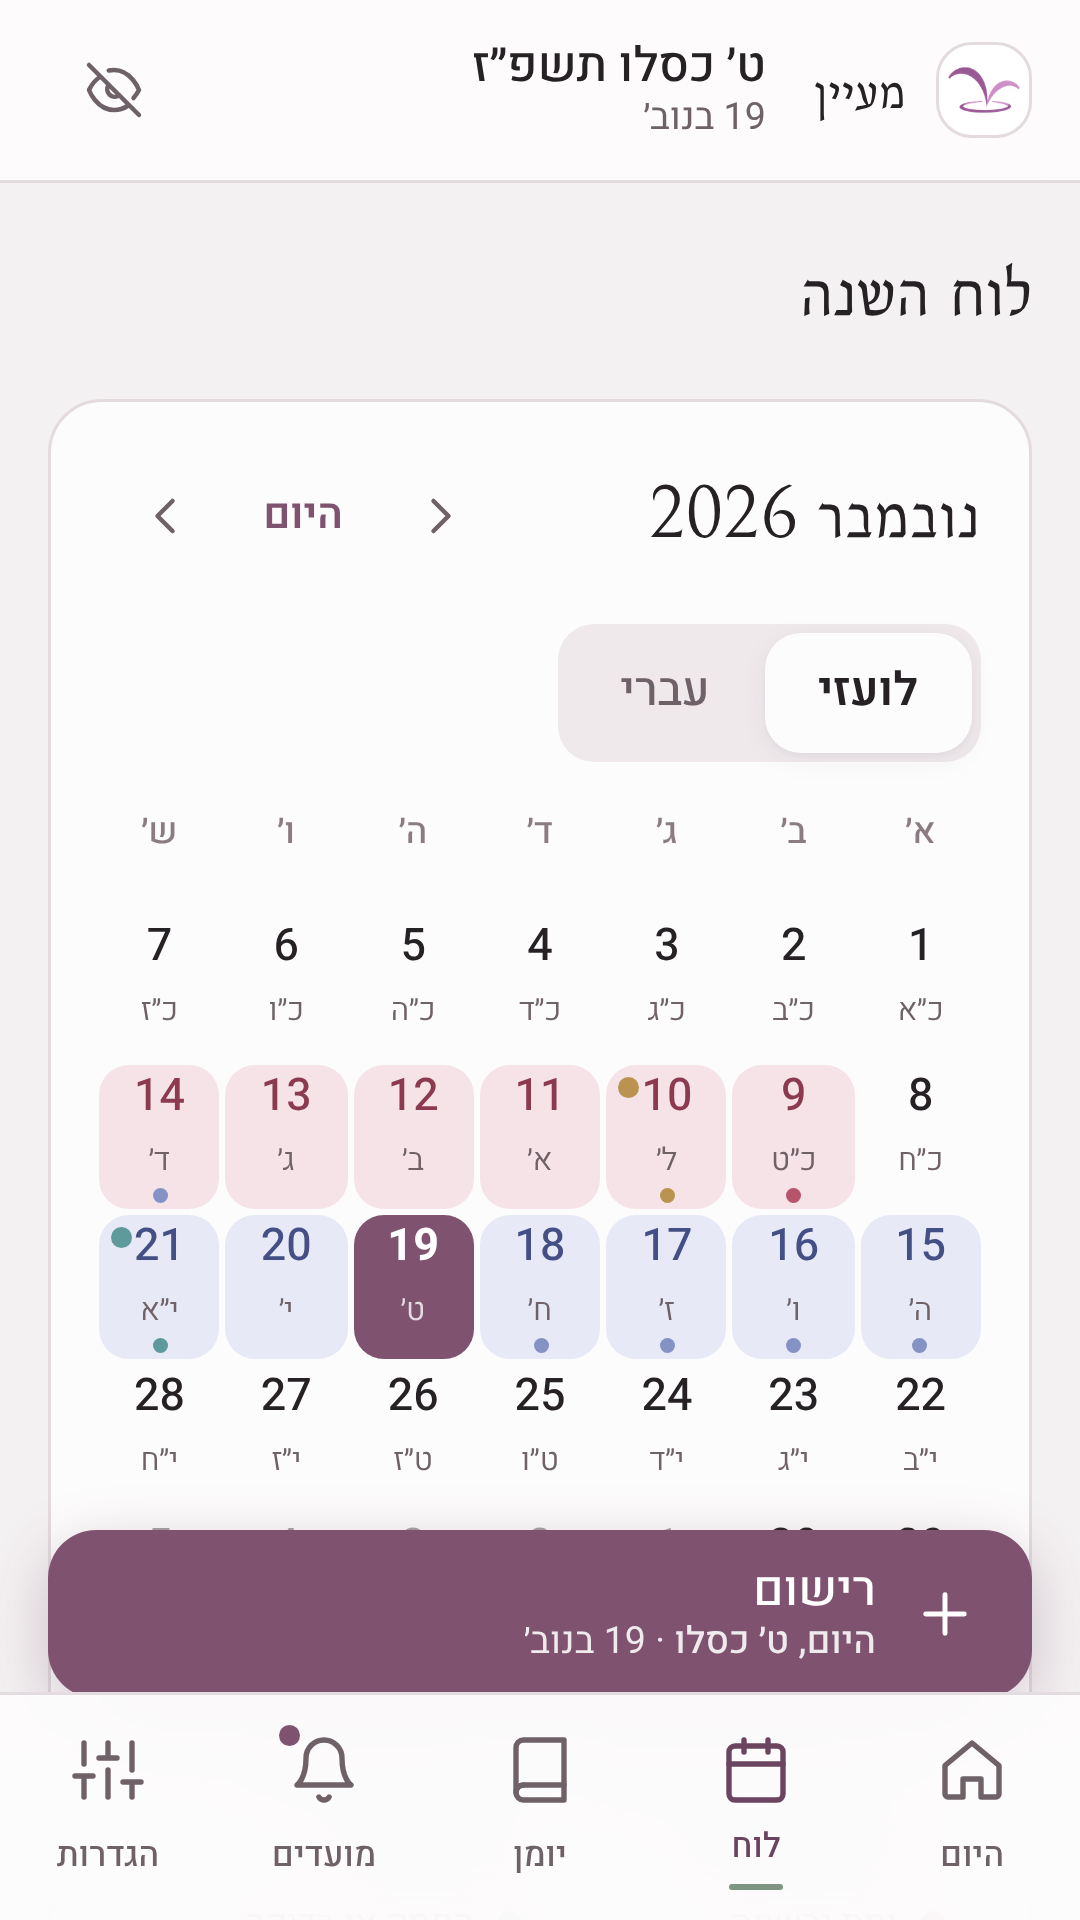 מעיין
ט׳ כסלו תשפ״ז
19 בנוב׳
לוח השנה
נובמבר 2026
היום
לועזי עברי
א׳ ב׳ ג׳ ד׳ ה׳ ו׳ ש׳
1 2 3 4 5 6 7
כ״א כ״ב כ״ג כ״ד כ״ה כ״ו כ״ז
8 9 10 11 12 13 14
כ״ח כ״ט ל׳ א׳ ב׳ ג׳ ד׳
15 16 17 18 19 20 21
ה׳ ו׳ ז׳ ח׳ ט׳ י׳ י״א
22 23 24 25 26 27 28
י״ב י״ג י״ד ט״ו ט״ז י״ז י״ח
רישום
היום, ט׳ כסלו · 19 בנוב׳
היום לוח יומן מועדים הגדרות